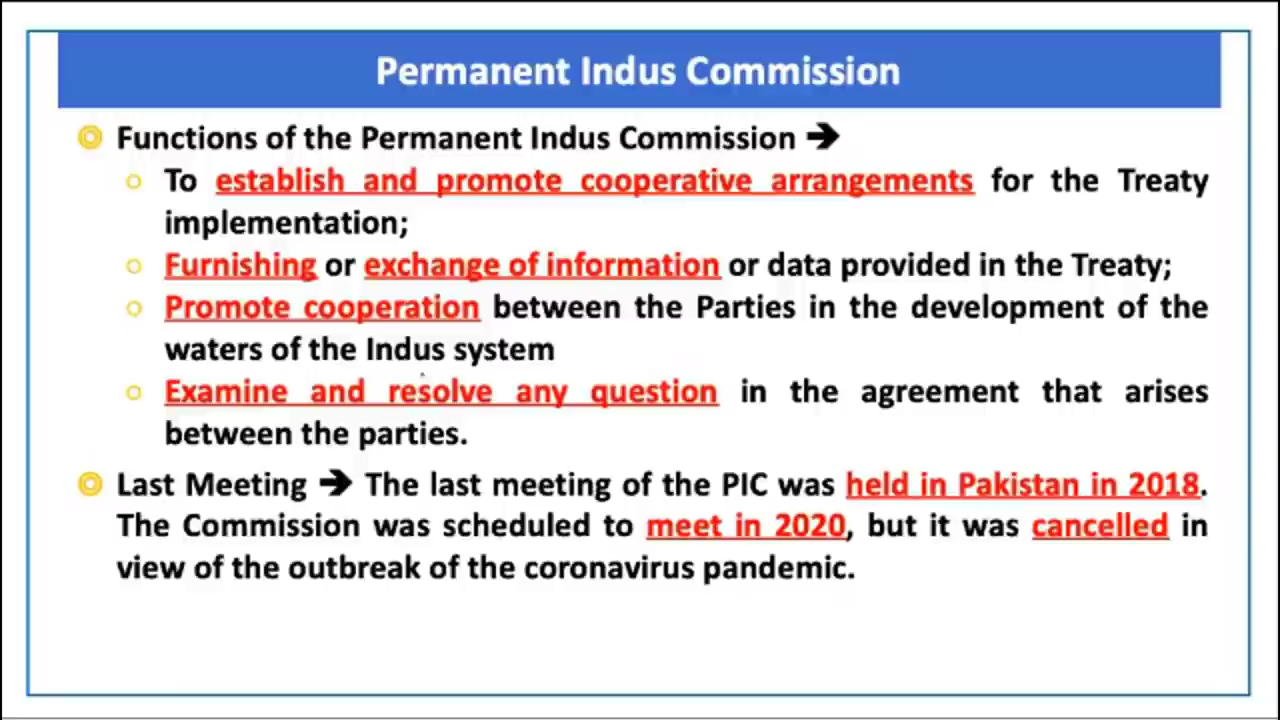 Permanent Indus Commission
Functions of the Permanent Indus Commission ➔
To establish and promote cooperative arrangements for the Treaty
implementation;
Furnishing or exchange of information or data provided in the Treaty;
Promote cooperation between the Parties in the development of the
waters of the Indus system
Examine and resolve any question in the agreement that arises
between the parties.
Last Meeting ➔ The last meeting of the PIC was held in Pakistan in 2018.
The Commission was scheduled to meet in 2020, but it was cancelled in
view of the outbreak of the coronavirus pandemic.